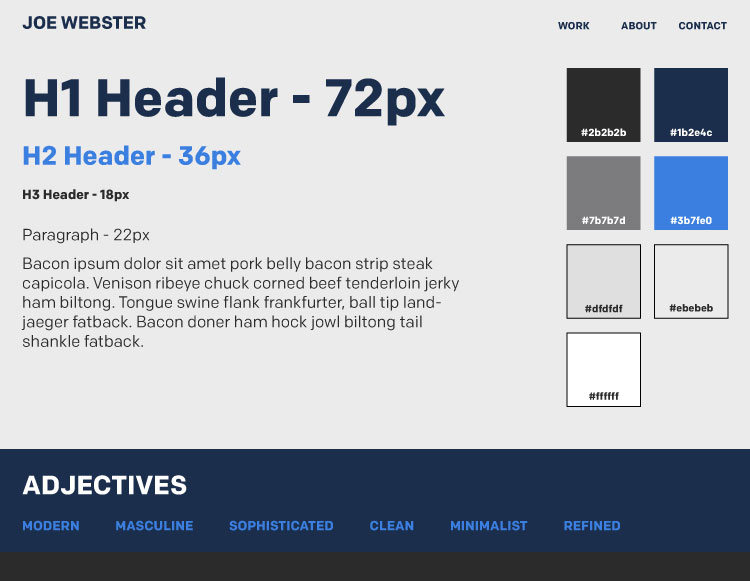 JOE WEBSTER
WORK ABOUT CONTACT
H1 Header - 72px
H2 Header - 36px
H3 Header - 18px
Paragraph - 22px
Bacon ipsum dolor sit amet pork belly bacon strip steak
capicola. Venison ribeye chuck corned beef tenderloin jerky
ham biltong. Tongue swine flank frankfurter, ball tip land-
jaeger fatback. Bacon doner ham hock jowl biltong tail
shankle fatback.
#2b2b2b #1b2e4c
#7b7b7d #3b7fe0
#dfdfdf #ebebeb
#ffffff
ADJECTIVES
MODERN MASCULINE SOPHISTICATED CLEAN MINIMALIST REFINED